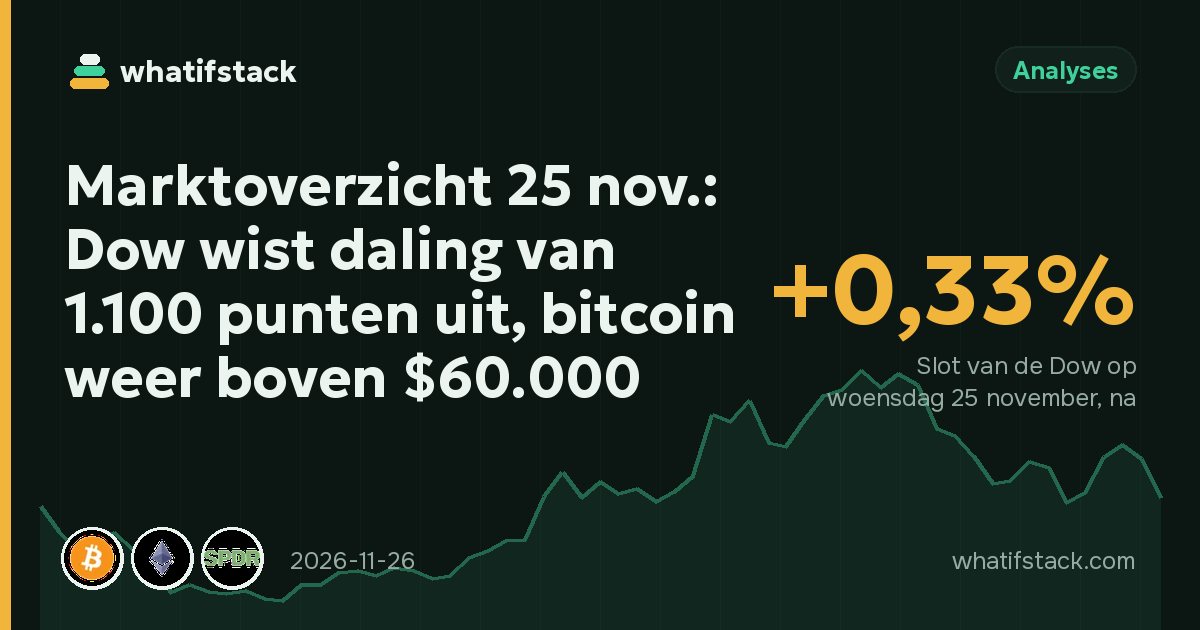 whatifstack
Analyses
Marktoverzicht 25 nov.:
Dow wist daling van
1.100 punten uit, bitcoin
weer boven $60.000
+0,33%
Slot van de Dow op
woensdag 25 november, na
SPDR
2026-11-26
whatifstack.com